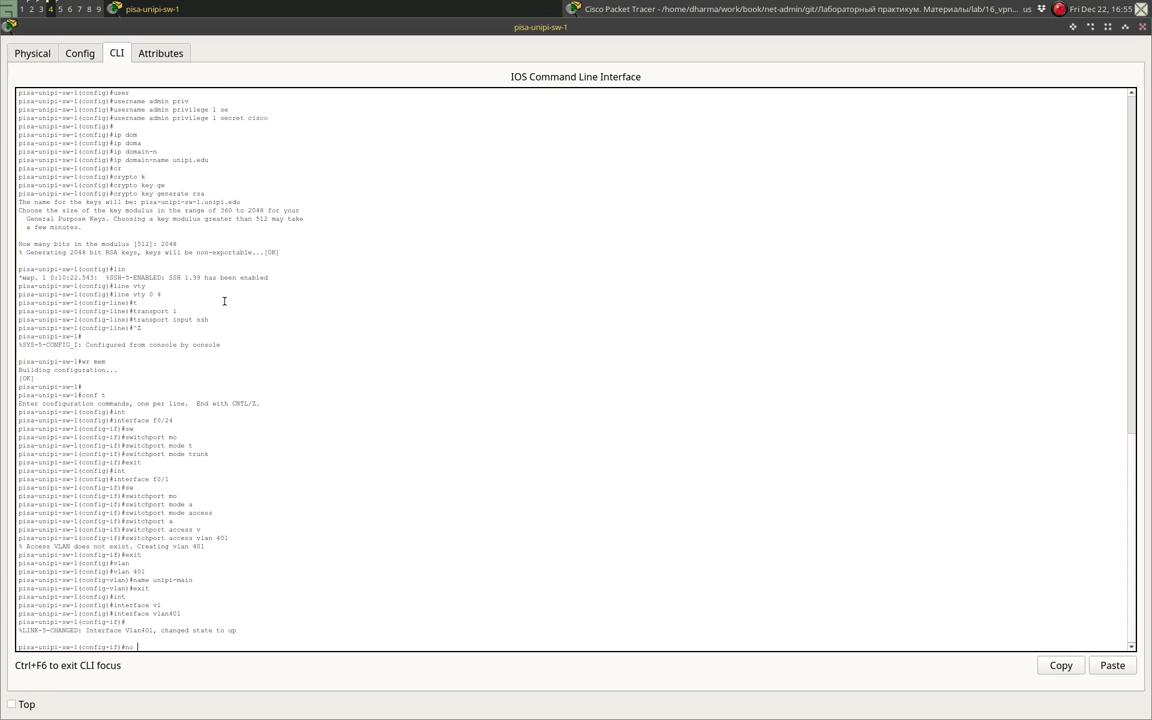 1 2 3 4 5 6 7 8 9
pisa-unipi-sw-1
Cisco Packet Tracer - /home/dharma/work/book/net-admin/git/Лабораторный практикум. Материалы/lab/16_vpn...
us
Fri Dec 22, 16:55
pisa-unipi-sw-1
Physical
Config
CLI
Attributes
IOS Command Line Interface
pisa-unipi-sw-1(config)#user
pisa-unipi-sw-1(config)#username admin priv
pisa-unipi-sw-1(config)#username admin privilege 1 se
pisa-unipi-sw-1(config)#username admin privilege 1 secret cisco
pisa-unipi-sw-1(config)#
pisa-unipi-sw-1(config)#ip dom
pisa-unipi-sw-1(config)#ip doma
pisa-unipi-sw-1(config)#ip domain-n
pisa-unipi-sw-1(config)#ip domain-name unipi.edu
pisa-unipi-sw-1(config)#cr
pisa-unipi-sw-1(config)#crypto k
pisa-unipi-sw-1(config)#crypto key ge
pisa-unipi-sw-1(config)#crypto key generate rsa
The name for the keys will be: pisa-unipi-sw-1.unipi.edu
Choose the size of the key modulus in the range of 360 to 2048 for your
General Purpose Keys. Choosing a key modulus greater than 512 may take
a few minutes.
How many bits in the modulus [512]: 2048
% Generating 2048 bit RSA keys, keys will be non-exportable...[OK]
pisa-unipi-sw-1(config)#lin
*мар. 1 0:10:22.543: %SSH-5-ENABLED: SSH 1.99 has been enabled
pisa-unipi-sw-1(config)#line vty
pisa-unipi-sw-1(config)#line vty 0 4
pisa-unipi-sw-1(config-line)#t
pisa-unipi-sw-1(config-line)#transport i
pisa-unipi-sw-1(config-line)#transport input ssh
pisa-unipi-sw-1(config-line)#^Z
pisa-unipi-sw-1#
%SYS-5-CONFIG_I: Configured from console by console
pisa-unipi-sw-1#wr mem
Building configuration...
[OK]
pisa-unipi-sw-1#
pisa-unipi-sw-1#conf t
Enter configuration commands, one per line. End with CNTL/Z.
pisa-unipi-sw-1(config)#int
pisa-unipi-sw-1(config)#interface f0/24
pisa-unipi-sw-1(config-if)#sw
pisa-unipi-sw-1(config-if)#switchport mo
pisa-unipi-sw-1(config-if)#switchport mode t
pisa-unipi-sw-1(config-if)#switchport mode trunk
pisa-unipi-sw-1(config-if)#exit
pisa-unipi-sw-1(config)#int
pisa-unipi-sw-1(config)#interface f0/1
pisa-unipi-sw-1(config-if)#sw
pisa-unipi-sw-1(config-if)#switchport mo
pisa-unipi-sw-1(config-if)#switchport mode a
pisa-unipi-sw-1(config-if)#switchport mode access
pisa-unipi-sw-1(config-if)#switchport a
pisa-unipi-sw-1(config-if)#switchport access v
pisa-unipi-sw-1(config-if)#switchport access vlan 401
% Access VLAN does not exist. Creating vlan 401
pisa-unipi-sw-1(config-if)#exit
pisa-unipi-sw-1(config)#vlan
pisa-unipi-sw-1(config)#vlan 401
pisa-unipi-sw-1(config-vlan)#name unipi-main
pisa-unipi-sw-1(config-vlan)#exit
pisa-unipi-sw-1(config)#int
pisa-unipi-sw-1(config)#interface vl
pisa-unipi-sw-1(config)#interface vlan401
pisa-unipi-sw-1(config-if)#
%LINK-5-CHANGED: Interface Vlan401, changed state to up
pisa-unipi-sw-1(config-if)#no
Ctrl+F6 to exit CLI focus
Copy
Paste
Top